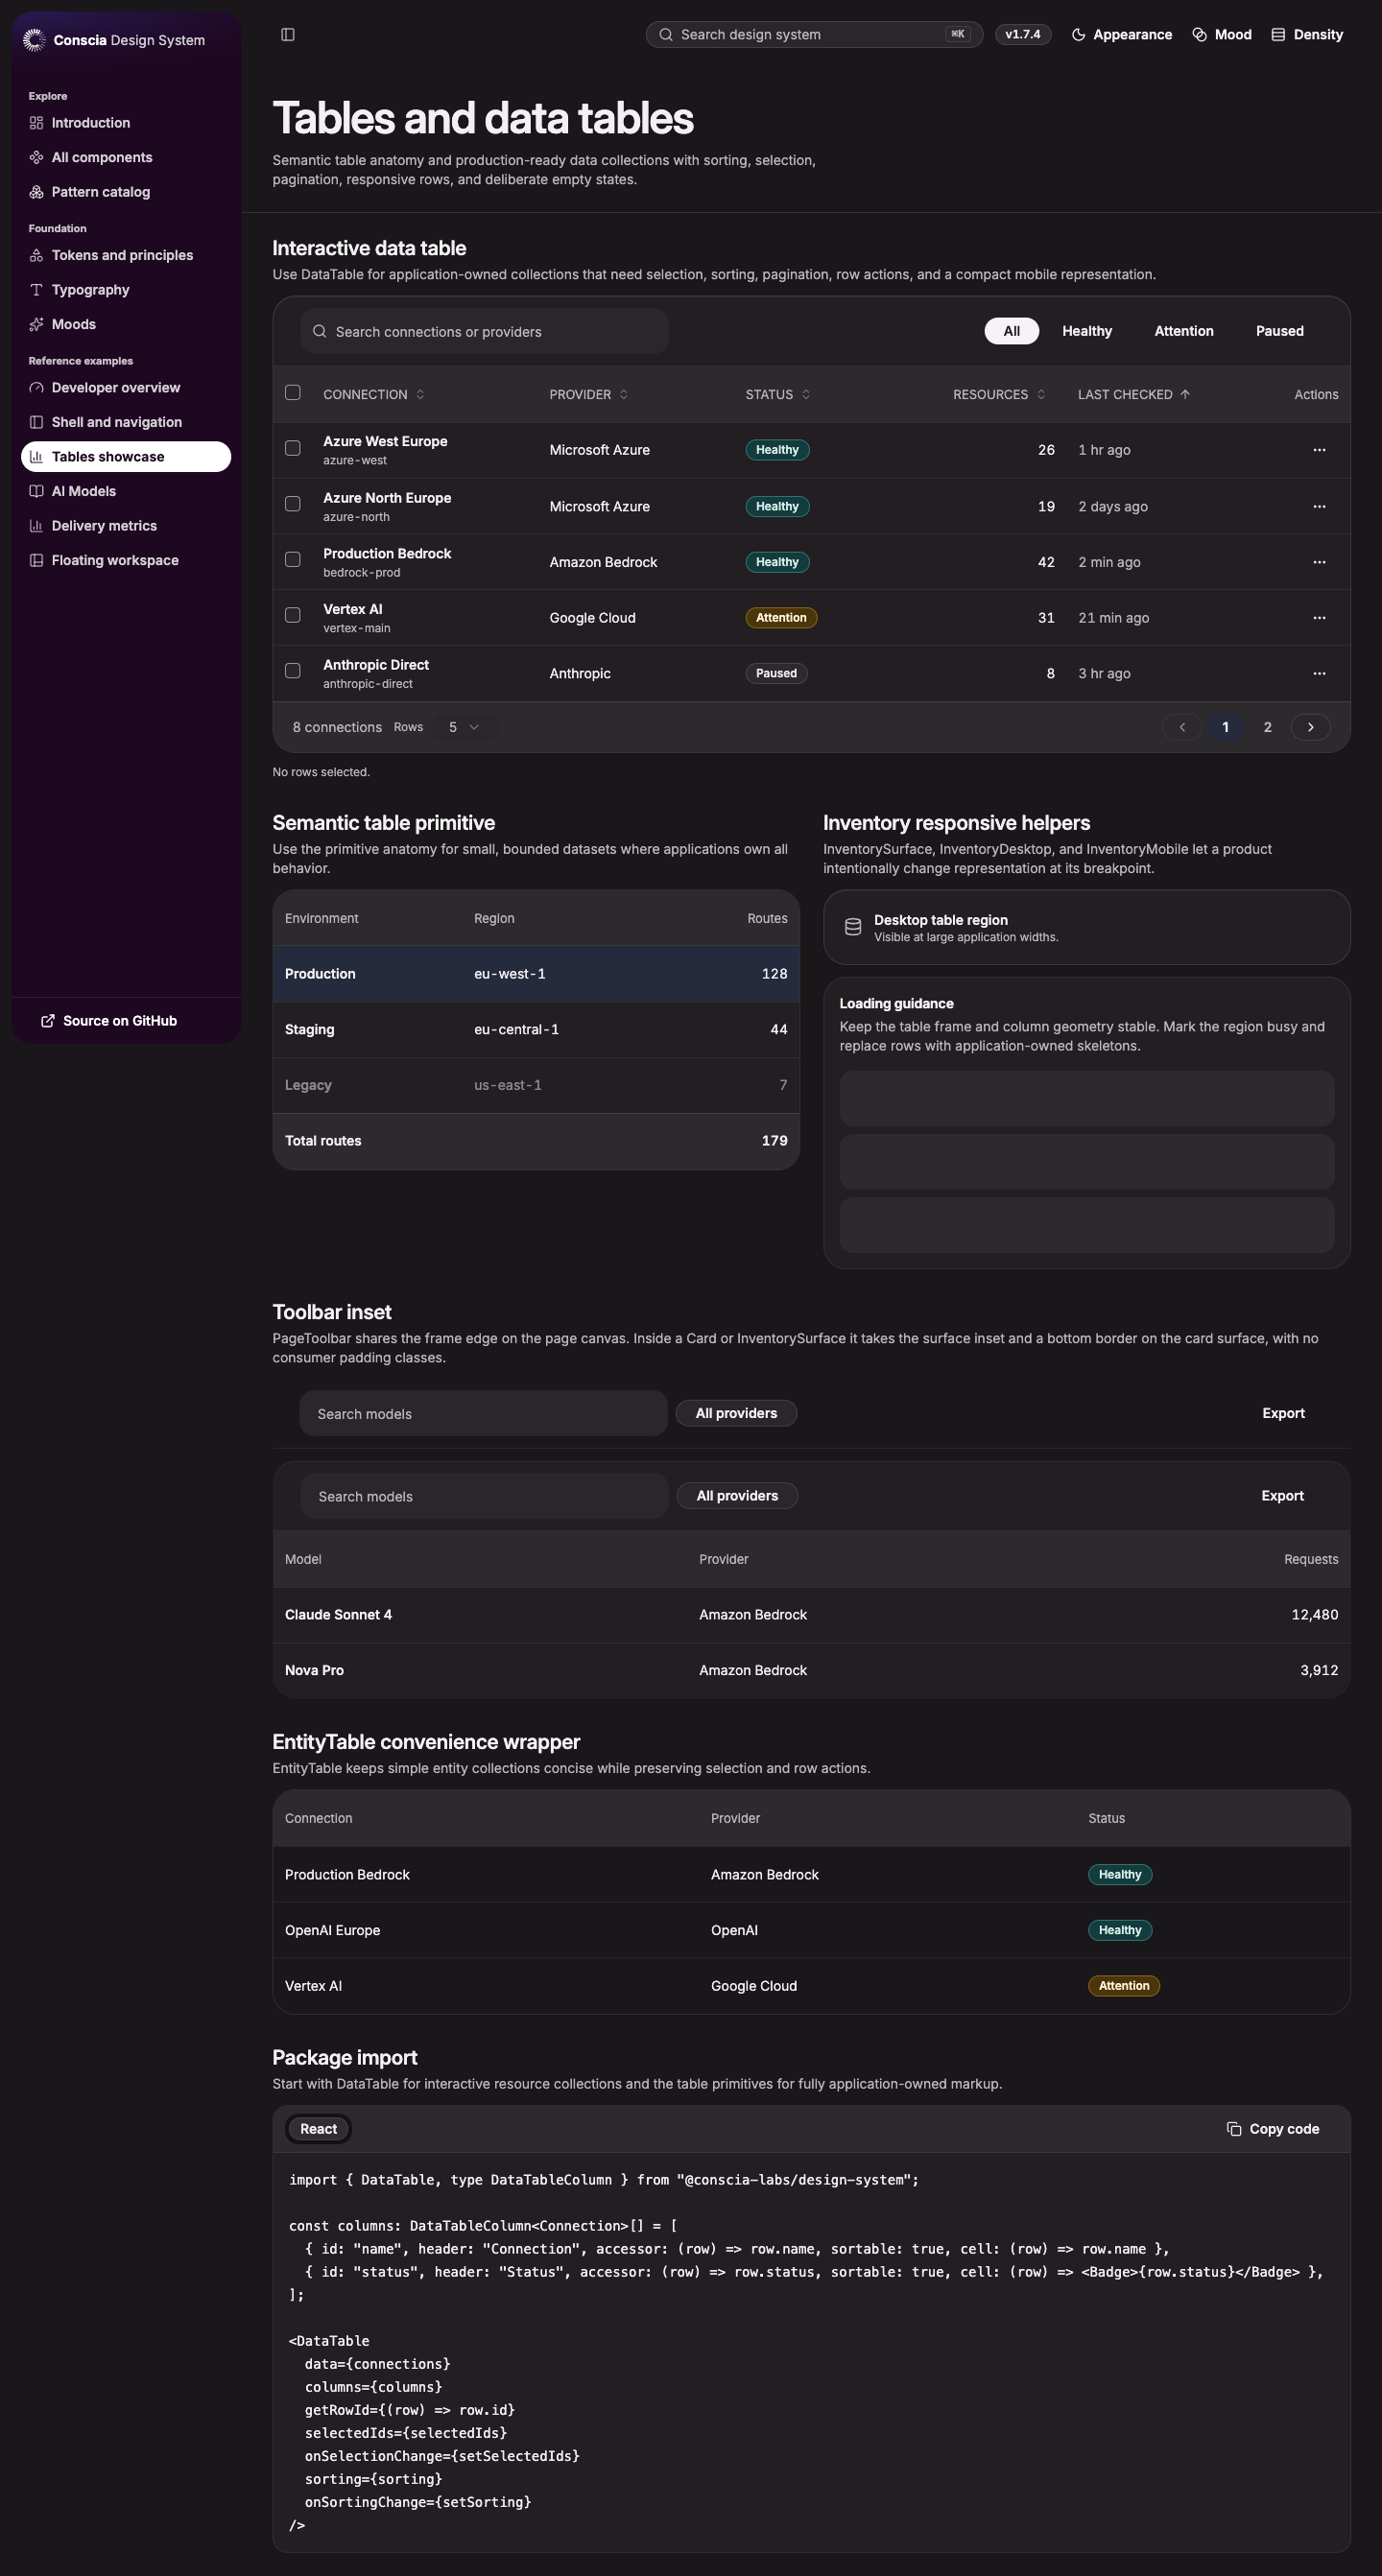 Conscia Design System
Explore
Introduction
All components
Pattern catalog
Foundation
Tokens and principles
Typography
Moods
Reference examples
Developer overview
Shell and navigation
Tables showcase
AI Models
Delivery metrics
Floating workspace
Source on GitHub
Search design system ⌘K v1.7.4 Appearance Mood Density
Tables and data tables
Semantic table anatomy and production-ready data collections with sorting, selection,
pagination, responsive rows, and deliberate empty states.
Interactive data table
Use DataTable for application-owned collections that need selection, sorting, pagination, row actions, and a compact mobile representation.
Search connections or providers All Healthy Attention Paused
CONNECTION PROVIDER STATUS RESOURCES LAST CHECKED Actions
Azure West Europe
azure-west
Microsoft Azure Healthy 26 1 hr ago
Azure North Europe
azure-north
Microsoft Azure Healthy 19 2 days ago
Production Bedrock
bedrock-prod
Amazon Bedrock Healthy 42 2 min ago
Vertex AI
vertex-main
Google Cloud Attention 31 21 min ago
Anthropic Direct
anthropic-direct
Anthropic Paused 8 3 hr ago
8 connections Rows 5 1 2
No rows selected.
Semantic table primitive
Use the primitive anatomy for small, bounded datasets where applications own all
behavior.
Environment Region Routes
Production eu-west-1 128
Staging eu-central-1 44
Legacy us-east-1 7
Total routes 179
Inventory responsive helpers
InventorySurface, InventoryDesktop, and InventoryMobile let a product
intentionally change representation at its breakpoint.
Desktop table region
Visible at large application widths.
Loading guidance
Keep the table frame and column geometry stable. Mark the region busy and
replace rows with application-owned skeletons.
Toolbar inset
PageToolbar shares the frame edge on the page canvas. Inside a Card or InventorySurface it takes the surface inset and a bottom border on the card surface, with no
consumer padding classes.
Search models All providers Export
Search models All providers Export
Model Provider Requests
Claude Sonnet 4 Amazon Bedrock 12,480
Nova Pro Amazon Bedrock 3,912
EntityTable convenience wrapper
EntityTable keeps simple entity collections concise while preserving selection and row actions.
Connection Provider Status
Production Bedrock Amazon Bedrock Healthy
OpenAI Europe OpenAI Healthy
Vertex AI Google Cloud Attention
Package import
Start with DataTable for interactive resource collections and the table primitives for fully application-owned markup.
React Copy code
import { DataTable, type DataTableColumn } from "@conscia-labs/design-system";
const columns: DataTableColumn<Connection>[] = [
  { id: "name", header: "Connection", accessor: (row) => row.name, sortable: true, cell: (row) => row.name },
  { id: "status", header: "Status", accessor: (row) => row.status, sortable: true, cell: (row) => <Badge>{row.status}</Badge> },
];
<DataTable
  data={connections}
  columns={columns}
  getRowId={(row) => row.id}
  selectedIds={selectedIds}
  onSelectionChange={setSelectedIds}
  sorting={sorting}
  onSortingChange={setSorting}
/>